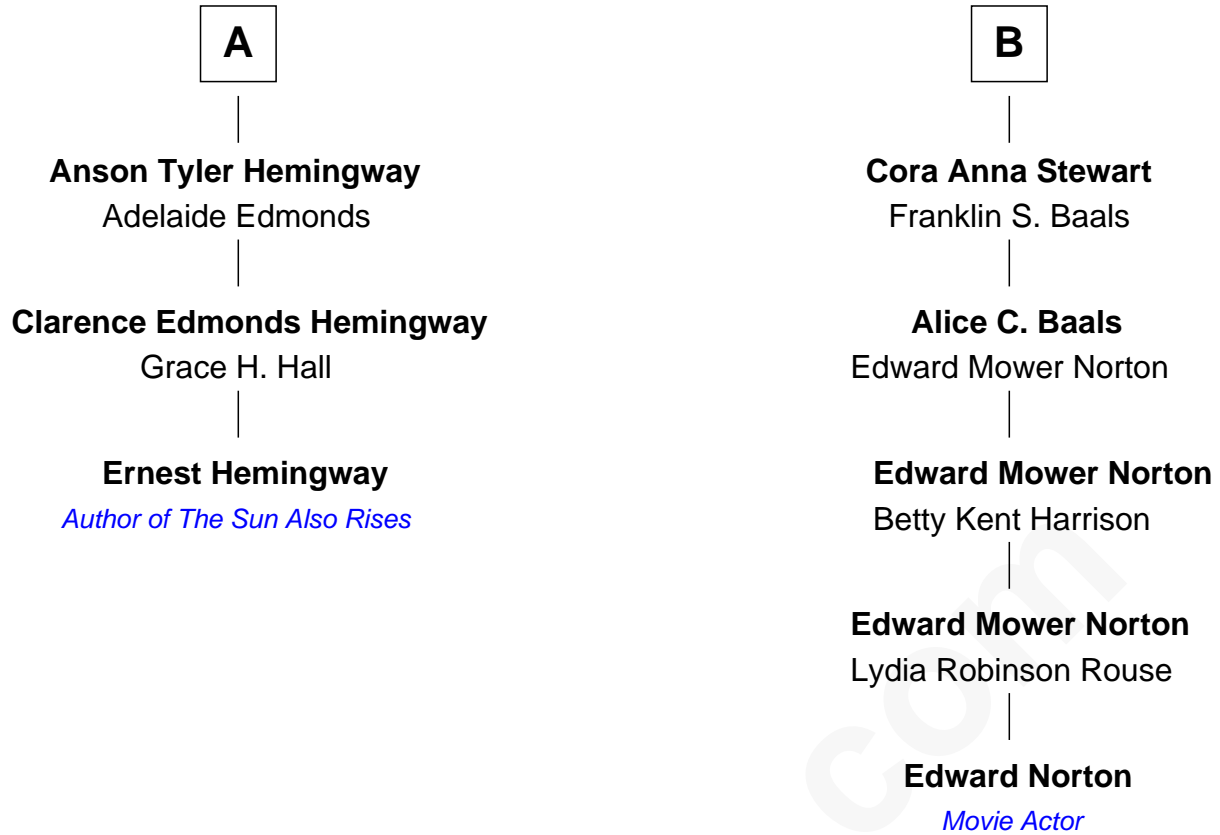 A
Anson Tyler Hemingway
Adelaide Edmonds
Clarence Edmonds Hemingway
Grace H. Hall
Ernest Hemingway
Author of The Sun Also Rises
B
Cora Anna Stewart
Franklin S. Baals
Alice C. Baals
Edward Mower Norton
Edward Mower Norton
Betty Kent Harrison
Edward Mower Norton
Lydia Robinson Rouse
Edward Norton
Movie Actor
com